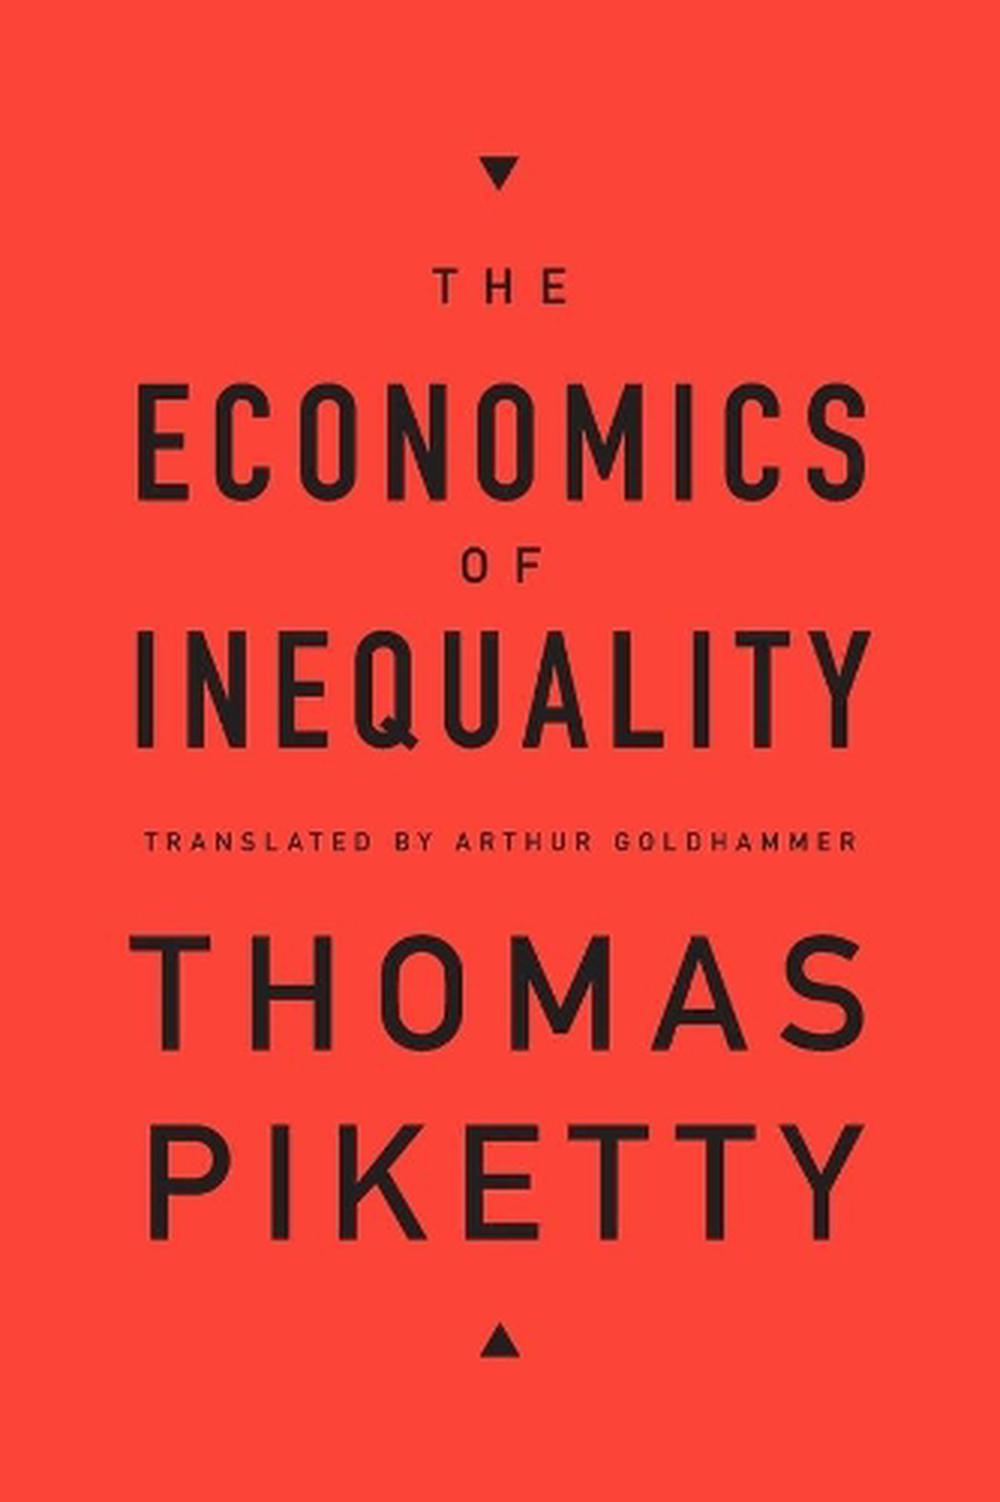 THE
ECONOMICS
OF
INEQUALITY
TRANSLATED BY ARTHUR GOLDHAMMER
THOMAS
PIKETTY